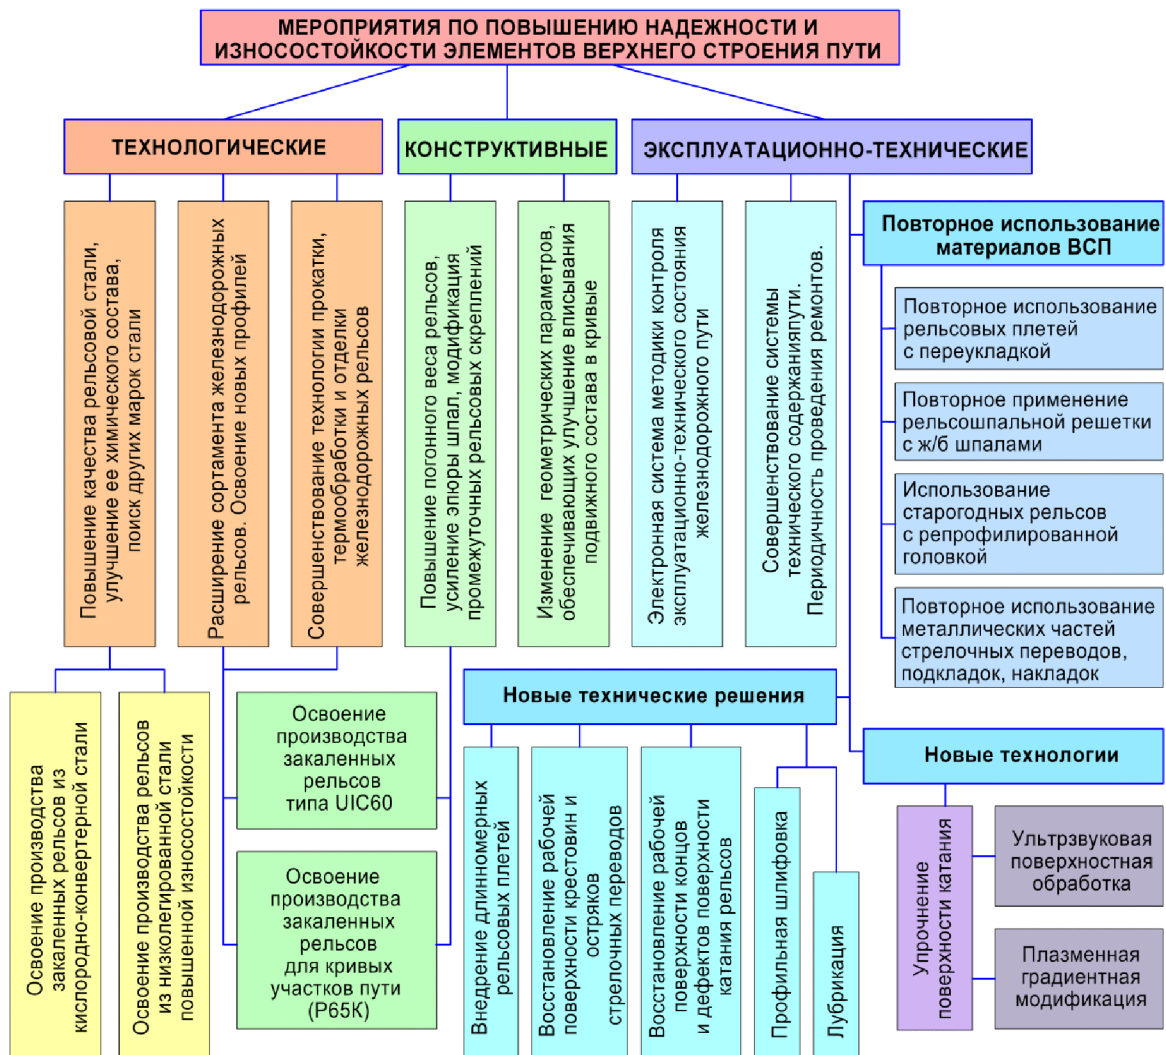 МЕРОПРИЯТИЯ ПО ПОВЫШЕНИЮ НАДЕЖНОСТИ И
ИЗНОСОСТОЙКОСТИ ЭЛЕМЕНТОВ ВЕРХНЕГО СТРОЕНИЯ ПУТИ
ТЕХНОЛОГИЧЕСКИЕ
КОНСТРУКТИВНЫЕ
ЭКСПЛУАТАЦИОННО-ТЕХНИЧЕСКИЕ
Повышение качества рельсовой стали,
улучшение ее химического состава,
поиск других марок стали
Расширение сортамента железнодорожных
рельсов. Освоение новых профилей
Совершенствование технологии прокатки,
термообработки и отделки
железнодорожных рельсов
Повышение погонного веса рельсов,
усиление эпюры шпал, модификация
промежуточных рельсовых скреплений
Изменение геометрических параметров,
обеспечивающих улучшение вписывания
подвижного состава в кривые
Электронная система методики контроля
эксплуатационно-технического состояния
железнодорожного пути
Совершенствование системы
технического содержанияпути.
Периодичность проведения ремонтов.
Повторное использование
материалов ВСП
Повторное использование
рельсовых плетей
с переукладкой
Повторное применение
рельсошпальной решетки
с ж/б шпалами
Использование
старогодных рельсов
с репрофилированной
головкой
Повторное использование
металлических частей
стрелочных переводов,
подкладок, накладок
Освоение производства
закаленных рельсов из
кислородно-конвертерной стали
Освоение производства рельсов
из низколегированной стали
повышенной износостойкости
Освоение
производства
закаленных
рельсов
типа UIC60
Освоение
производства
закаленных
рельсов
для кривых
участков пути
(Р65К)
Новые технические решения
Внедрение длинномерных
рельсовых плетей
Восстановление рабочей
поверхности крестовин и
остряков
стрелочных переводов
Восстановление рабочей
поверхности концов
и дефектов поверхности
катания рельсов
Профильная шлифовка
Лубрикация
Новые технологии
Упрочнение
поверхности катания
Ультрзвуковая
поверхностная
обработка
Плазменная
градиентная
модификация